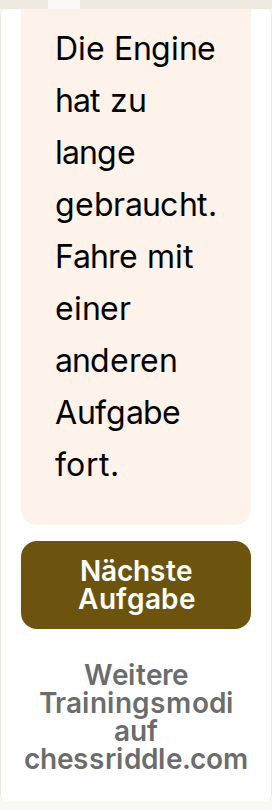 Die Engine
hat zu
lange
gebraucht.
Fahre mit
einer
anderen
Aufgabe
fort.
Nächste
Aufgabe
Weitere
Trainingsmodi
auf
chessriddle.com